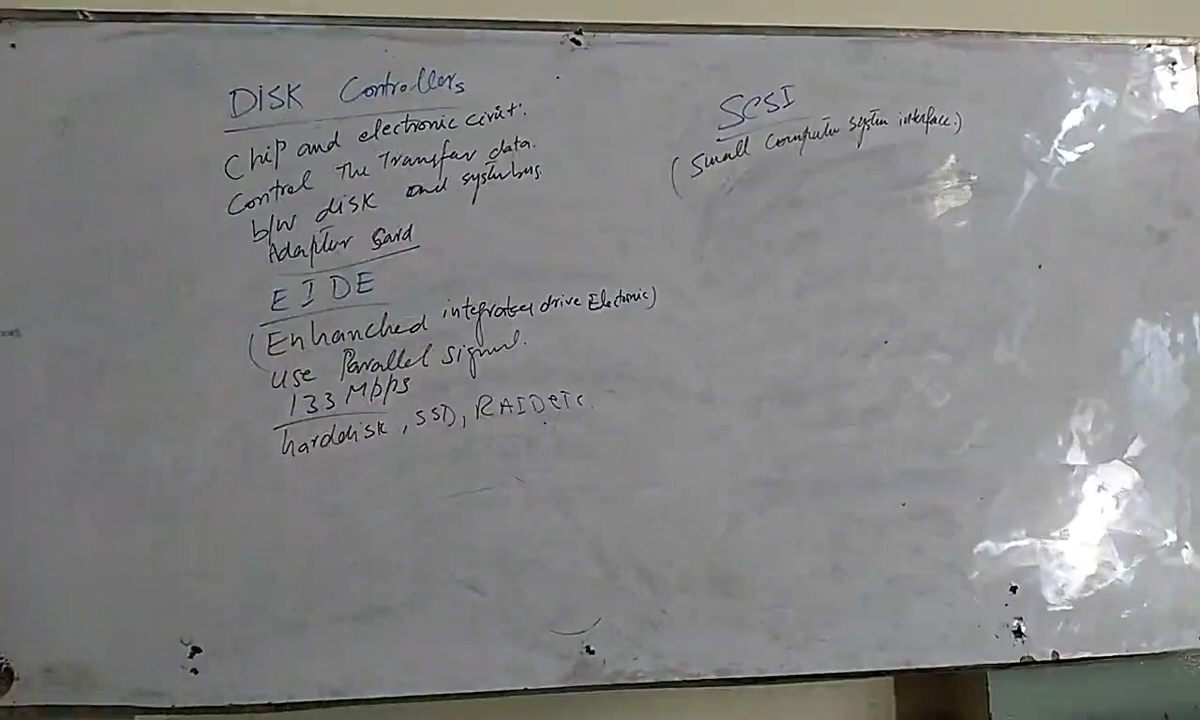 DISK Controllers
Chip and electronic civit.
Control The Transfer data.
b/w disk and systembus.
Adapter Card
EIDE
(Enhanched integrated drive Electronic)
use Parallel signal.
133 Mbps
harddisk, SSD, RAID etc.
SCSI
(Small computer system interface)